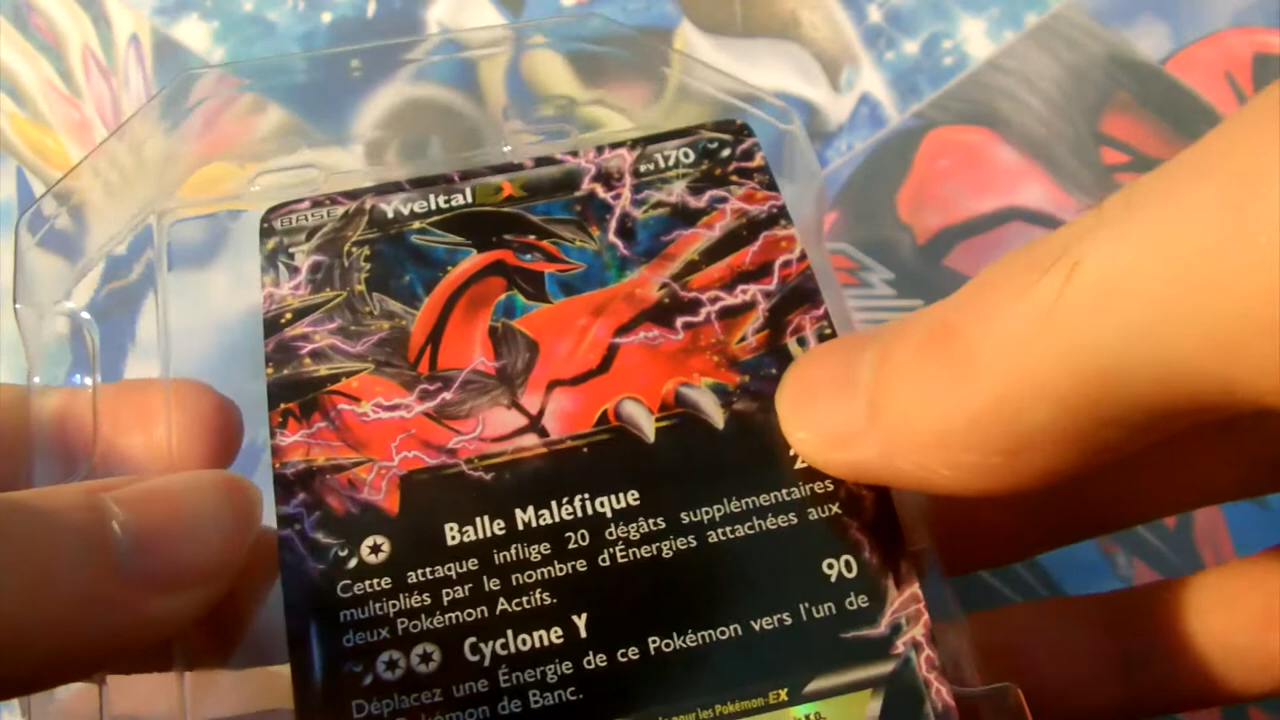 BASE Yveltal EX PV170
Balle Maléfique
Cette attaque inflige 20 dégâts supplémentaires
multipliés par le nombre d'Énergies attachées aux
deux Pokémon Actifs.
Cyclone Y 90
Déplacez une Énergie de ce Pokémon vers l'un de
Pokémon de Banc.
pour les Pokémon-EX
K.O.